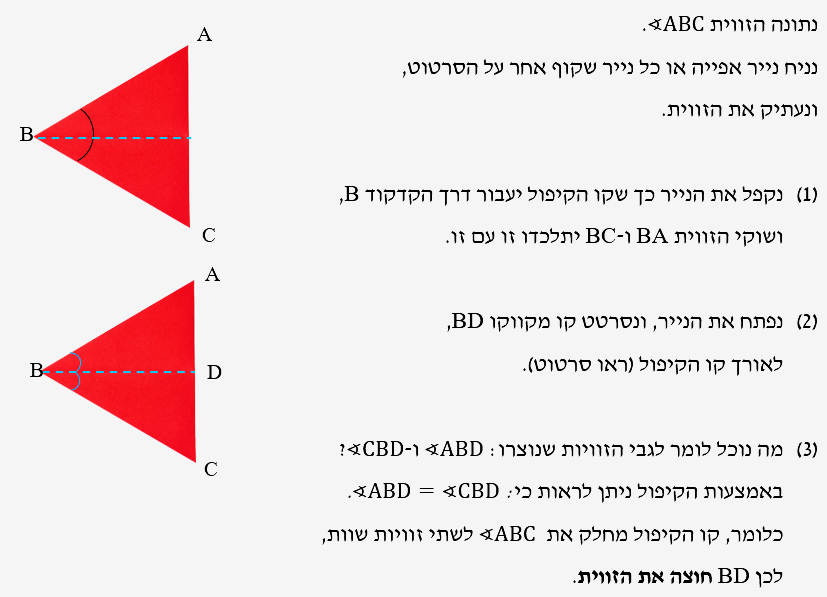 נתונה הזווית ∢ABC.
נניח נייר אפייה או כל נייר שקוף אחר על הסרטוט,
ונעתיק את הזווית.
(1) נקפל את הנייר כך שקו הקיפול יעבור דרך הקדקוד B,
ושוקי הזווית BA ו-BC יתלכדו זו עם זו.
(2) נפתח את הנייר, ונסרטט קו מקווקו BD,
לאורך קו הקיפול (ראו סרטוט).
(3) מה נוכל לומר לגבי הזוויות שנוצרו: ∢ABD ו-∢CBD?
באמצעות הקיפול ניתן לראות כי: ∢ABD = ∢CBD.
כלומר, קו הקיפול מחלק את ∢ABC לשתי זוויות שוות,
לכן BD חוצה את הזווית.
A
B
C
A
B
D
C